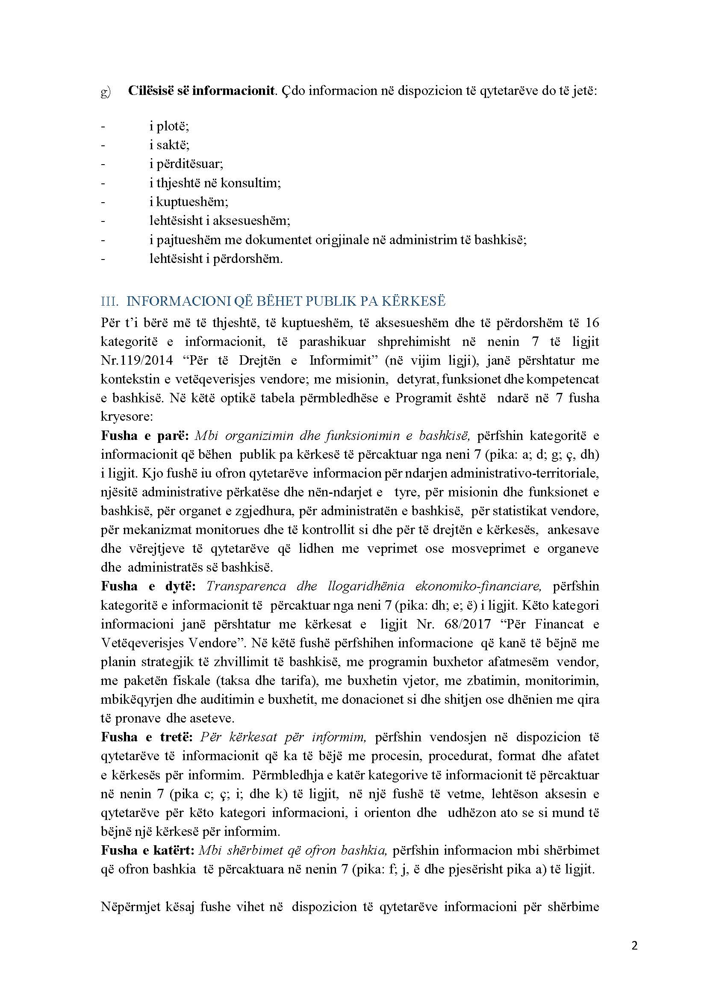 g) Cilësisë së informacionit. Çdo informacion në dispozicion të qytetarëve do të jetë:
- i plotë;
- i saktë;
- i përditësuar;
- i thjeshtë në konsultim;
- i kuptueshëm;
- lehtësisht i aksesueshëm;
- i pajtueshëm me dokumentet origjinale në administrim të bashkisë;
- lehtësisht i përdorshëm.
III. INFORMACIONI QË BËHET PUBLIK PA KËRKESË
Për t’i bërë më të thjeshtë, të kuptueshëm, të aksesueshëm dhe të përdorshëm të 16
kategoritë e informacionit, të parashikuar shprehimisht në nenin 7 të ligjit
Nr.119/2014 “Për të Drejtën e Informimit” (në vijim ligji), janë përshtatur me
kontekstin e vetëqeverisjes vendore; me misionin, detyrat, funksionet dhe kompetencat
e bashkisë. Në këtë optikë tabela përmbledhëse e Programit është ndarë në 7 fusha
kryesore:
Fusha e parë: Mbi organizimin dhe funksionimin e bashkisë, përfshin kategoritë e
informacionit që bëhen publik pa kërkesë të përcaktuar nga neni 7 (pika: a; d; g; ç, dh)
i ligjit. Kjo fushë iu ofron qytetarëve informacion për ndarjen administrativo-territoriale,
njësitë administrative përkatëse dhe nën-ndarjet e tyre, për misionin dhe funksionet e
bashkisë, për organet e zgjedhura, për administratën e bashkisë, për statistikat vendore,
për mekanizmat monitorues dhe të kontrollit si dhe për të drejtën e kërkesës, ankesave
dhe vërejtjeve të qytetarëve që lidhen me veprimet ose mosveprimet e organeve
dhe administratës së bashkisë.
Fusha e dytë: Transparenca dhe llogaridhënia ekonomiko-financiare, përfshin
kategoritë e informacionit të përcaktuar nga neni 7 (pika: dh; e; ë) i ligjit. Këto kategori
informacioni janë përshtatur me kërkesat e ligjit Nr. 68/2017 “Për Financat e
Vetëqeverisjes Vendore”. Në këtë fushë përfshihen informacione që kanë të bëjnë me
planin strategjik të zhvillimit të bashkisë, me programin buxhetor afatmesëm vendor,
me paketën fiskale (taksa dhe tarifa), me buxhetin vjetor, me zbatimin, monitorimin,
mbikëqyrjen dhe auditimin e buxhetit, me donacionet si dhe shitjen ose dhënien me qira
të pronave dhe aseteve.
Fusha e tretë: Për kërkesat për informim, përfshin vendosjen në dispozicion të
qytetarëve të informacionit që ka të bëjë me procesin, procedurat, format dhe afatet
e kërkesës për informim. Përmbledhja e katër kategorive të informacionit të përcaktuar
në nenin 7 (pika c; ç; i; dhe k) të ligjit, në një fushë të vetme, lehtëson aksesin e
qytetarëve për këto kategori informacioni, i orienton dhe udhëzon ato se si mund të
bëjnë një kërkesë për informim.
Fusha e katërt: Mbi shërbimet që ofron bashkia, përfshin informacion mbi shërbimet
që ofron bashkia të përcaktuara në nenin 7 (pika: f; j, ë dhe pjesërisht pika a) të ligjit.
Nëpërmjet kësaj fushe vihet në dispozicion të qytetarëve informacioni për shërbime
2